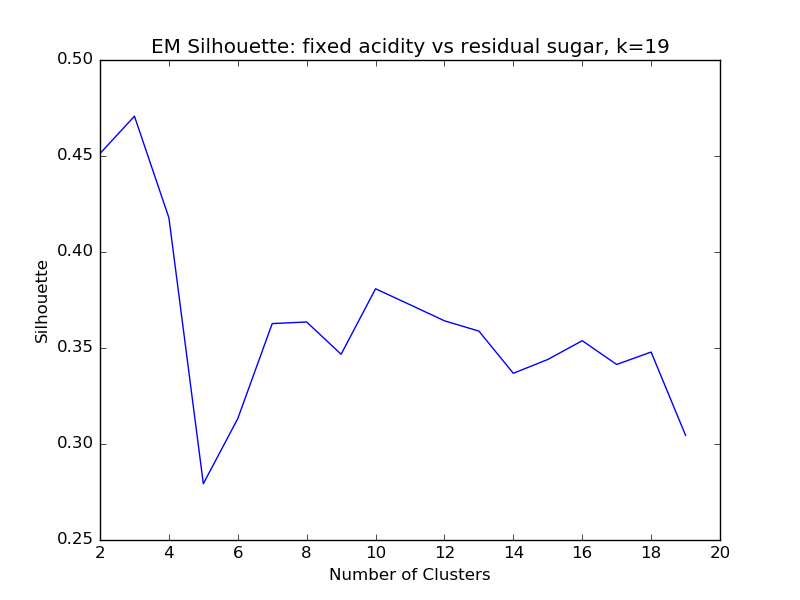 EM Silhouette: fixed acidity vs residual sugar, k=19
0.50
0.45
0.40
0.35
0.30
0.25
Silhouette
2 4 6 8 10 12 14 16 18 20
Number of Clusters